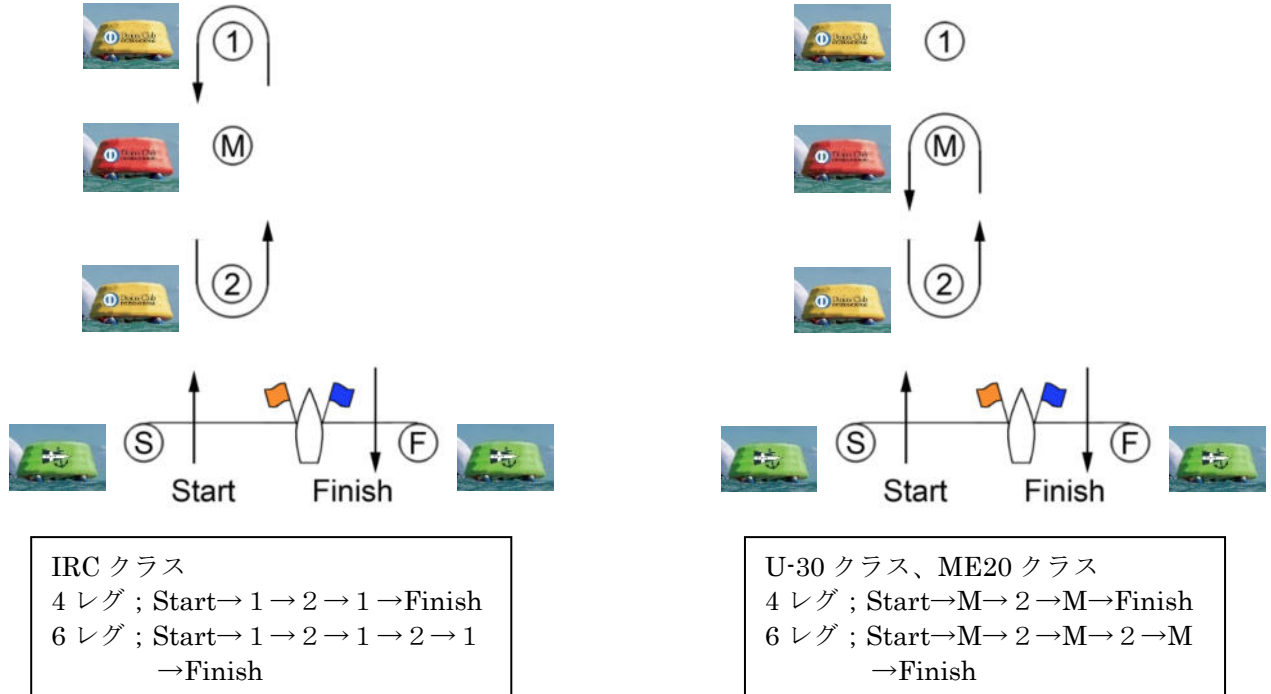 1
M
2
S
F
Start
Finish
IRC クラス
4 レグ；Start→１→２→１→Finish
6 レグ；Start→１→２→１→２→１
→Finish
1
M
2
S
F
Start
Finish
U-30 クラス、ME20 クラス
4 レグ；Start→M→２→M→Finish
6 レグ；Start→M→２→M→２→M
→Finish